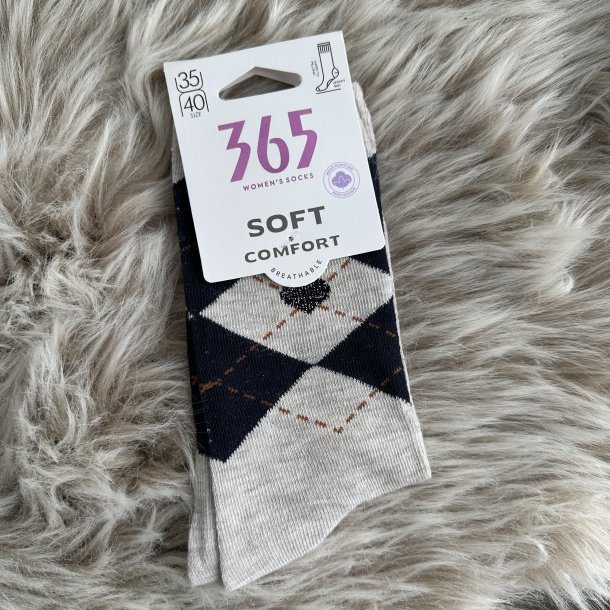 35
40
SIZE
365
WOMEN'S SOCKS
SOFT
COMFORT
BREATHABLE